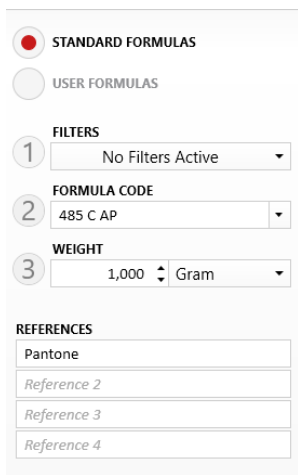 STANDARD FORMULAS
USER FORMULAS
FILTERS
1 No Filters Active
FORMULA CODE
2 485 C AP
WEIGHT
3 1,000 Gram
REFERENCES
Pantone
Reference 2
Reference 3
Reference 4